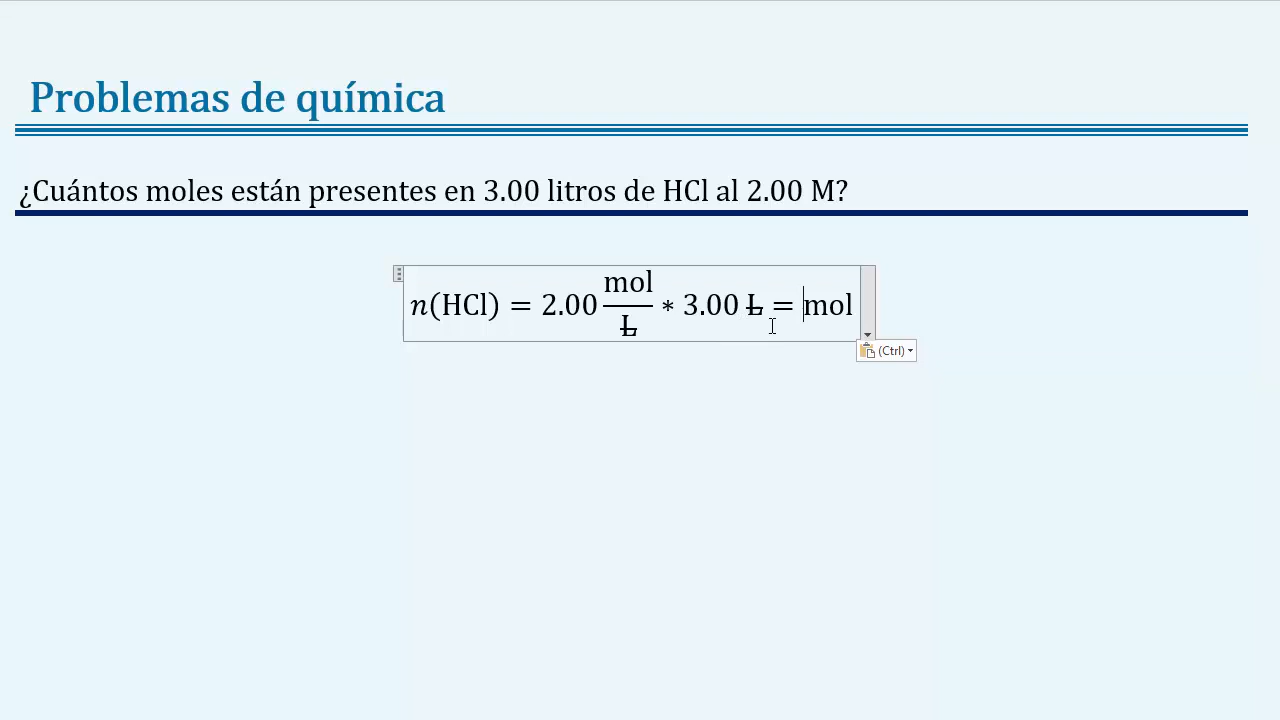 Problemas de química
¿Cuántos moles están presentes en 3.00 litros de HCl al 2.00 M?
n(HCl) = 2.00 mol/L ∗ 3.00 L = mol
(Ctrl)